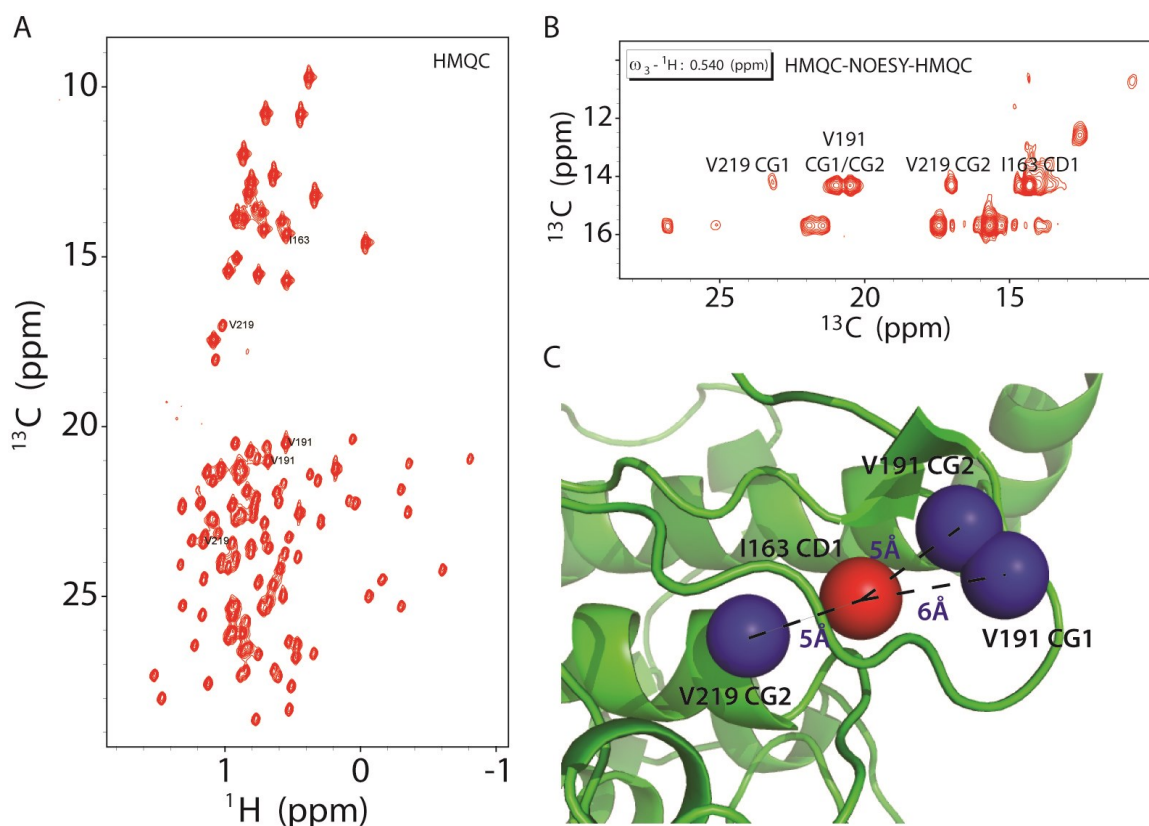 A
HMQC
10
15
20
25
I163
V219
V191
V191
V219
1
0
-1
¹H (ppm)
¹³C (ppm)
B
ω₃ - ¹H : 0.540 (ppm)
HMQC-NOESY-HMQC
12
14
16
V219 CG1
V191
CG1/CG2
V219 CG2
I163 CD1
25
20
15
¹³C (ppm)
¹³C (ppm)
C
V191 CG2
I163 CD1
5Å
6Å
5Å
V191 CG1
V219 CG2